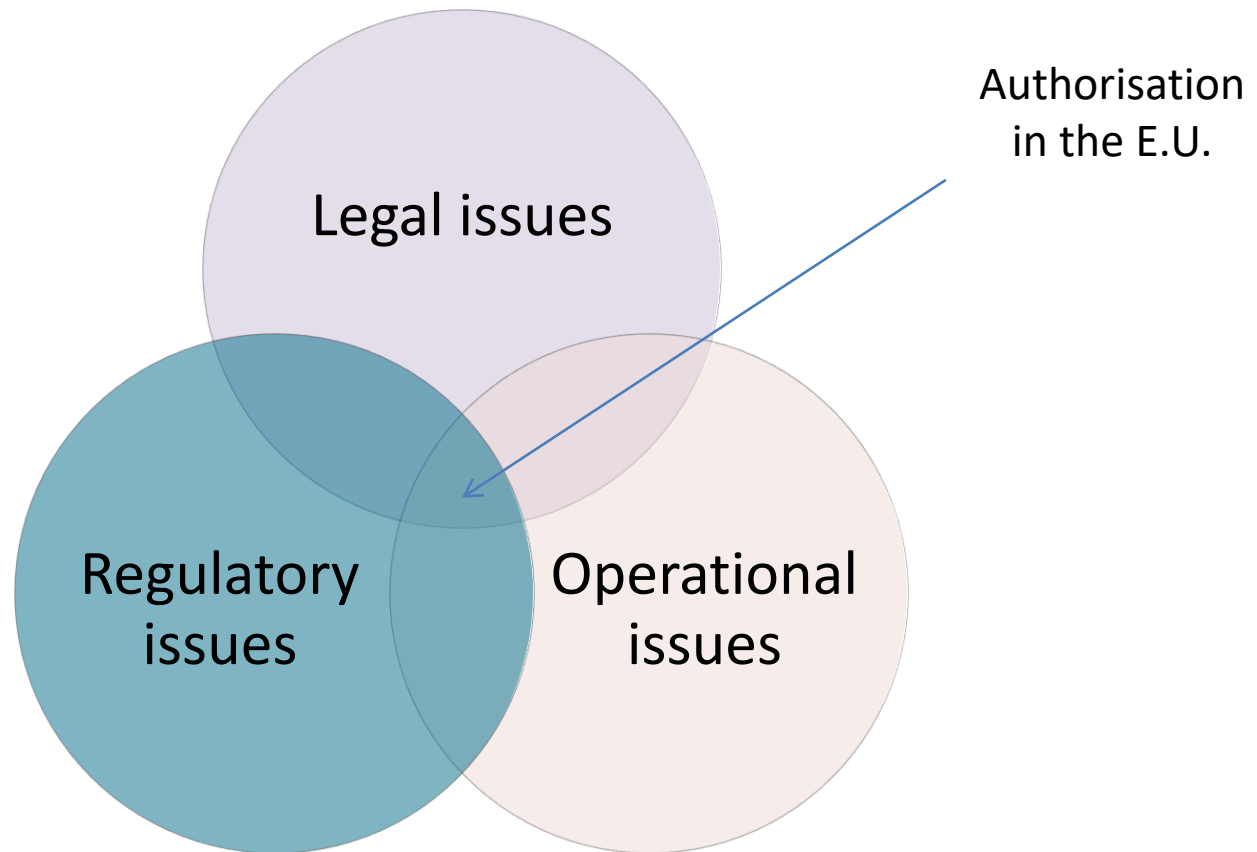 Authorisation
in the E.U.
Legal issues
Regulatory
issues
Operational
issues